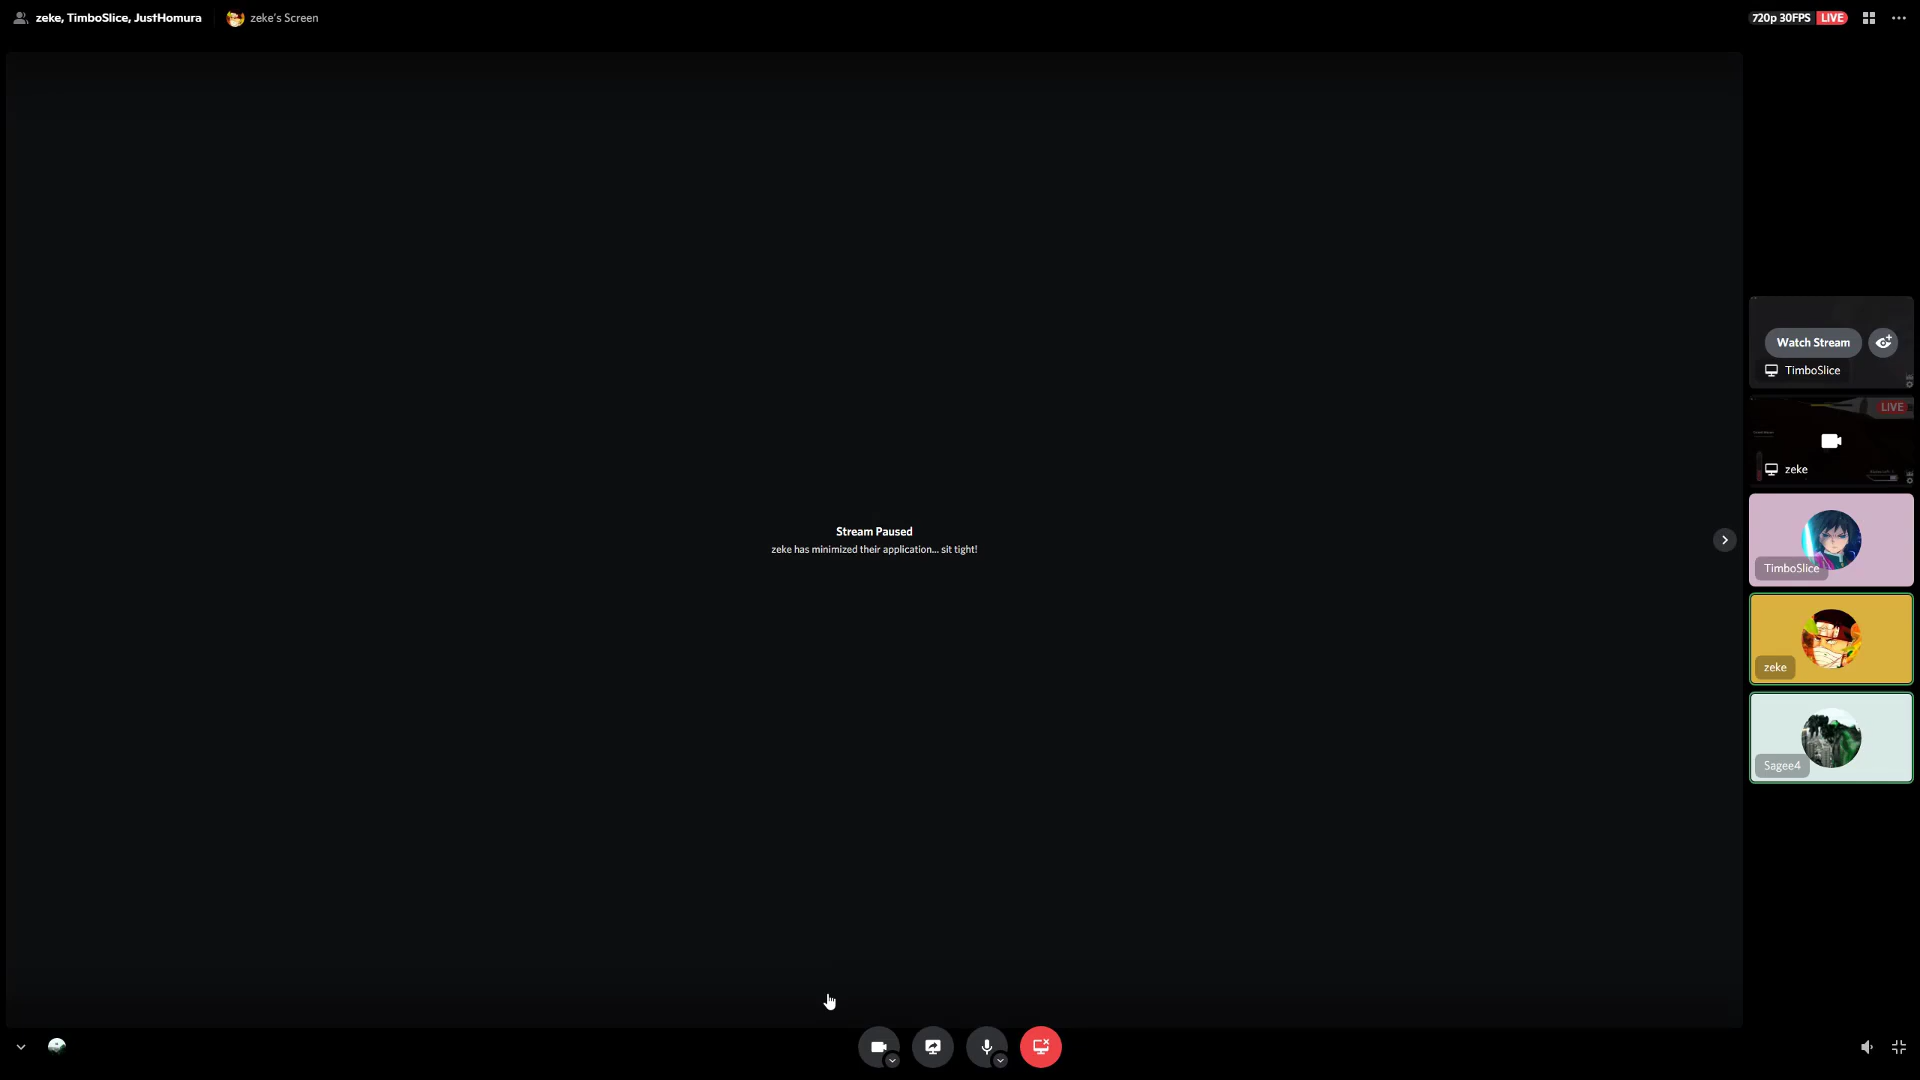 zeke, TimboSlice, JustHomura
zeke's Screen
720p 30FPS LIVE
Watch Stream
TimboSlice
LIVE
zeke
Stream Paused
zeke has minimized their application... sit tight!
TimboSlice
zeke
Sagee4